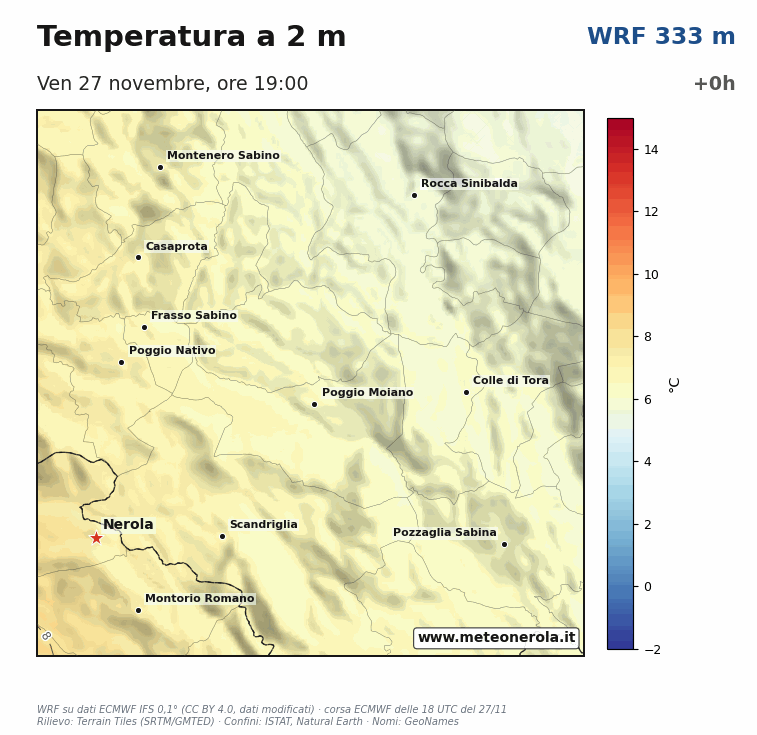 Temperatura a 2 m
WRF 333 m
Ven 27 novembre, ore 19:00
+0h
Montenero Sabino
Rocca Sinibalda
Casaprota
Frasso Sabino
Poggio Nativo
Poggio Moiano
Colle di Tora
Nerola
Scandriglia
Pozzaglia Sabina
Montorio Romano
8
www.meteonerola.it
14
12
10
8
6
4
2
0
−2
°C
WRF su dati ECMWF IFS 0,1° (CC BY 4.0, dati modificati) · corsa ECMWF delle 18 UTC del 27/11
Rilievo: Terrain Tiles (SRTM/GMTED) · Confini: ISTAT, Natural Earth · Nomi: GeoNames